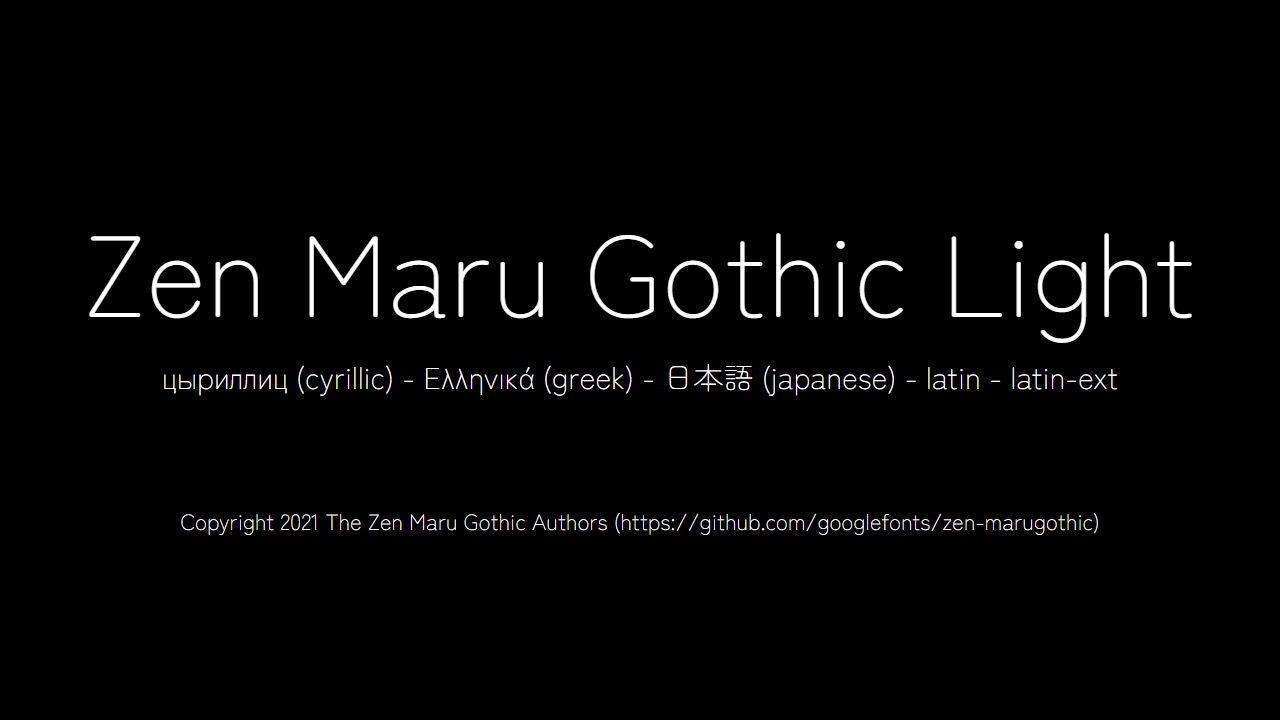 Zen Maru Gothic Light
цыриллиц (cyrillic) - Ελληνικά (greek) - 日本語 (japanese) - latin - latin-ext
Copyright 2021 The Zen Maru Gothic Authors (https://github.com/googlefonts/zen-marugothic)